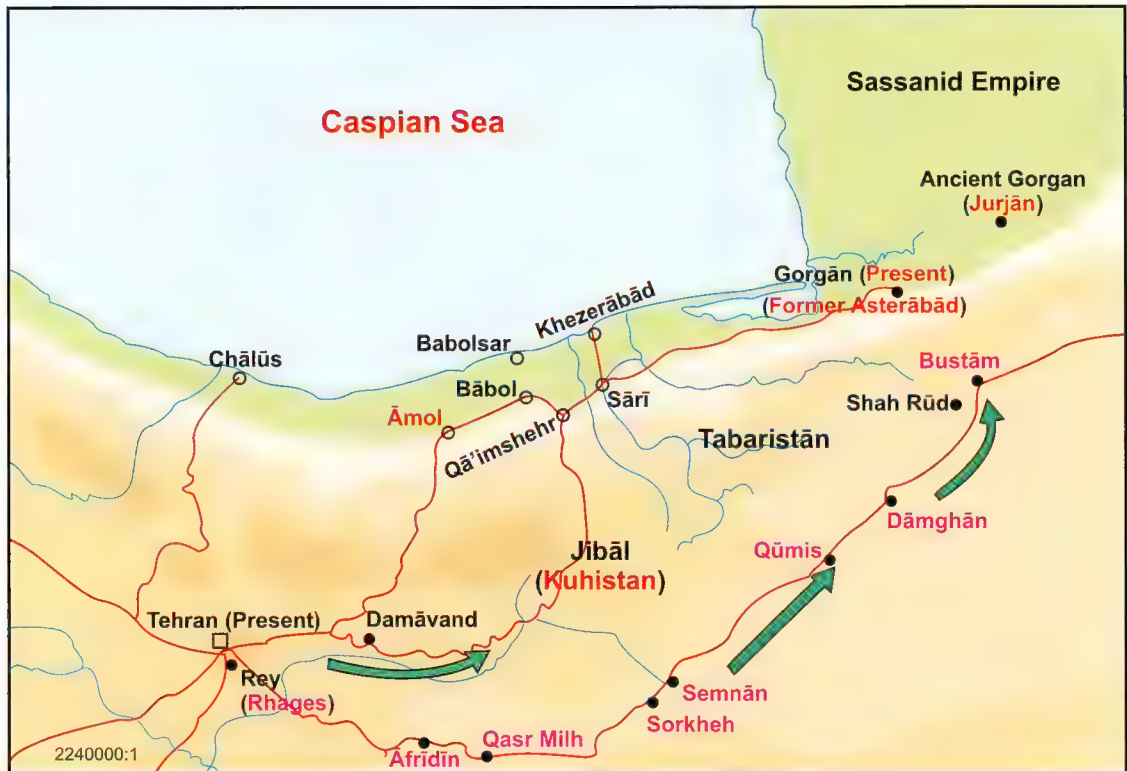 Sassanid Empire
Caspian Sea
Ancient Gorgan
(Jurjān)
Gorgān (Present)
(Former Asterābād)
Khezerābād
Babolsar
Chālūs
Bābol
Bustām
Sārī
Shah Rūd
Āmol
Qā'imshehr
Tabaristān
Dāmghān
Qūmis
Jibāl
(Kuhistan)
Tehran (Present)
Damāvand
Rey
(Rhages)
Semnān
Sorkheh
Qasr Milh
Āfrīdīn
2240000:1